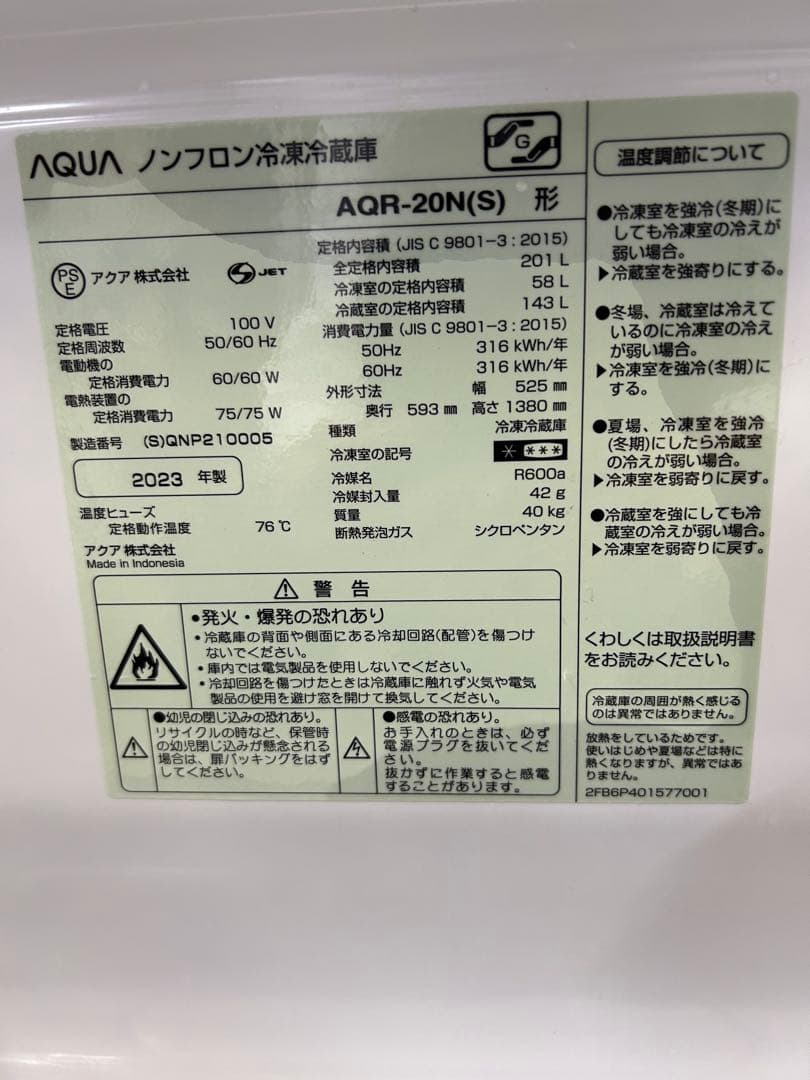 AQUA ノンフロン冷凍冷蔵庫
G
AQR-20N(S) 形
PS
E
アクア 株式会社
S JET
定格電圧 100 V
定格周波数 50/60 Hz
電動機の
定格消費電力 60/60 W
電熱装置の
定格消費電力 75/75 W
製造番号 (S)QNP210005
2023 年製
温度ヒューズ
定格動作温度 76℃
アクア 株式会社
Made in Indonesia
定格内容積 (JIS C 9801-3 : 2015)
全定格内容積 201 L
冷凍室の定格内容積 58 L
冷蔵室の定格内容積 143 L
消費電力量 (JIS C 9801-3 : 2015)
50Hz 316 kWh/年
60Hz 316 kWh/年
外形寸法 幅 525 mm
奥行 593 mm 高さ 1380 mm
種類 冷凍冷蔵庫
冷凍室の記号 * ***
冷媒名 R600a
冷媒封入量 42 g
質量 40 kg
断熱発泡ガス シクロペンタン
⚠ 警告
●発火・爆発の恐れあり
・冷蔵庫の背面や側面にある冷却回路(配管)を傷つけ
ないでください。
・庫内では電気製品を使用しないでください。
・冷却回路を傷つけたときは冷蔵庫に触れず火気や電気
製品の使用を避け窓を開けて換気してください。
●幼児の閉じ込みの恐れあり。
リサイクルの時など、保管時
の幼児閉じ込みが懸念される
場合は、扉パッキングをはず
してください。
●感電の恐れあり。
お手入れのときは、必ず
電源プラグを抜いてくだ
さい。
抜かずに作業すると感電
することがあります。
温度調節について
●冷凍室を強冷(冬期)に
しても冷凍室の冷えが
弱い場合。
▶冷蔵室を強寄りにする。
●冬場、冷蔵室は冷えて
いるのに冷凍室の冷え
が弱い場合。
▶冷凍室を強冷(冬期)に
する。
●夏場、冷凍室を強冷
(冬期)にしたら冷蔵室
の冷えが弱い場合。
▶冷凍室を弱寄りに戻す。
●冷蔵室を強にしても冷
蔵室の冷えが弱い場合。
▶冷凍室を弱寄りに戻す。
くわしくは取扱説明書
をお読みください。
冷蔵庫の周囲が熱く感じる
のは異常ではありません。
放熱をしているためです。
使いはじめや夏場などは特に
熱くなりますが、異常ではあ
りません。
2FB6P401577001